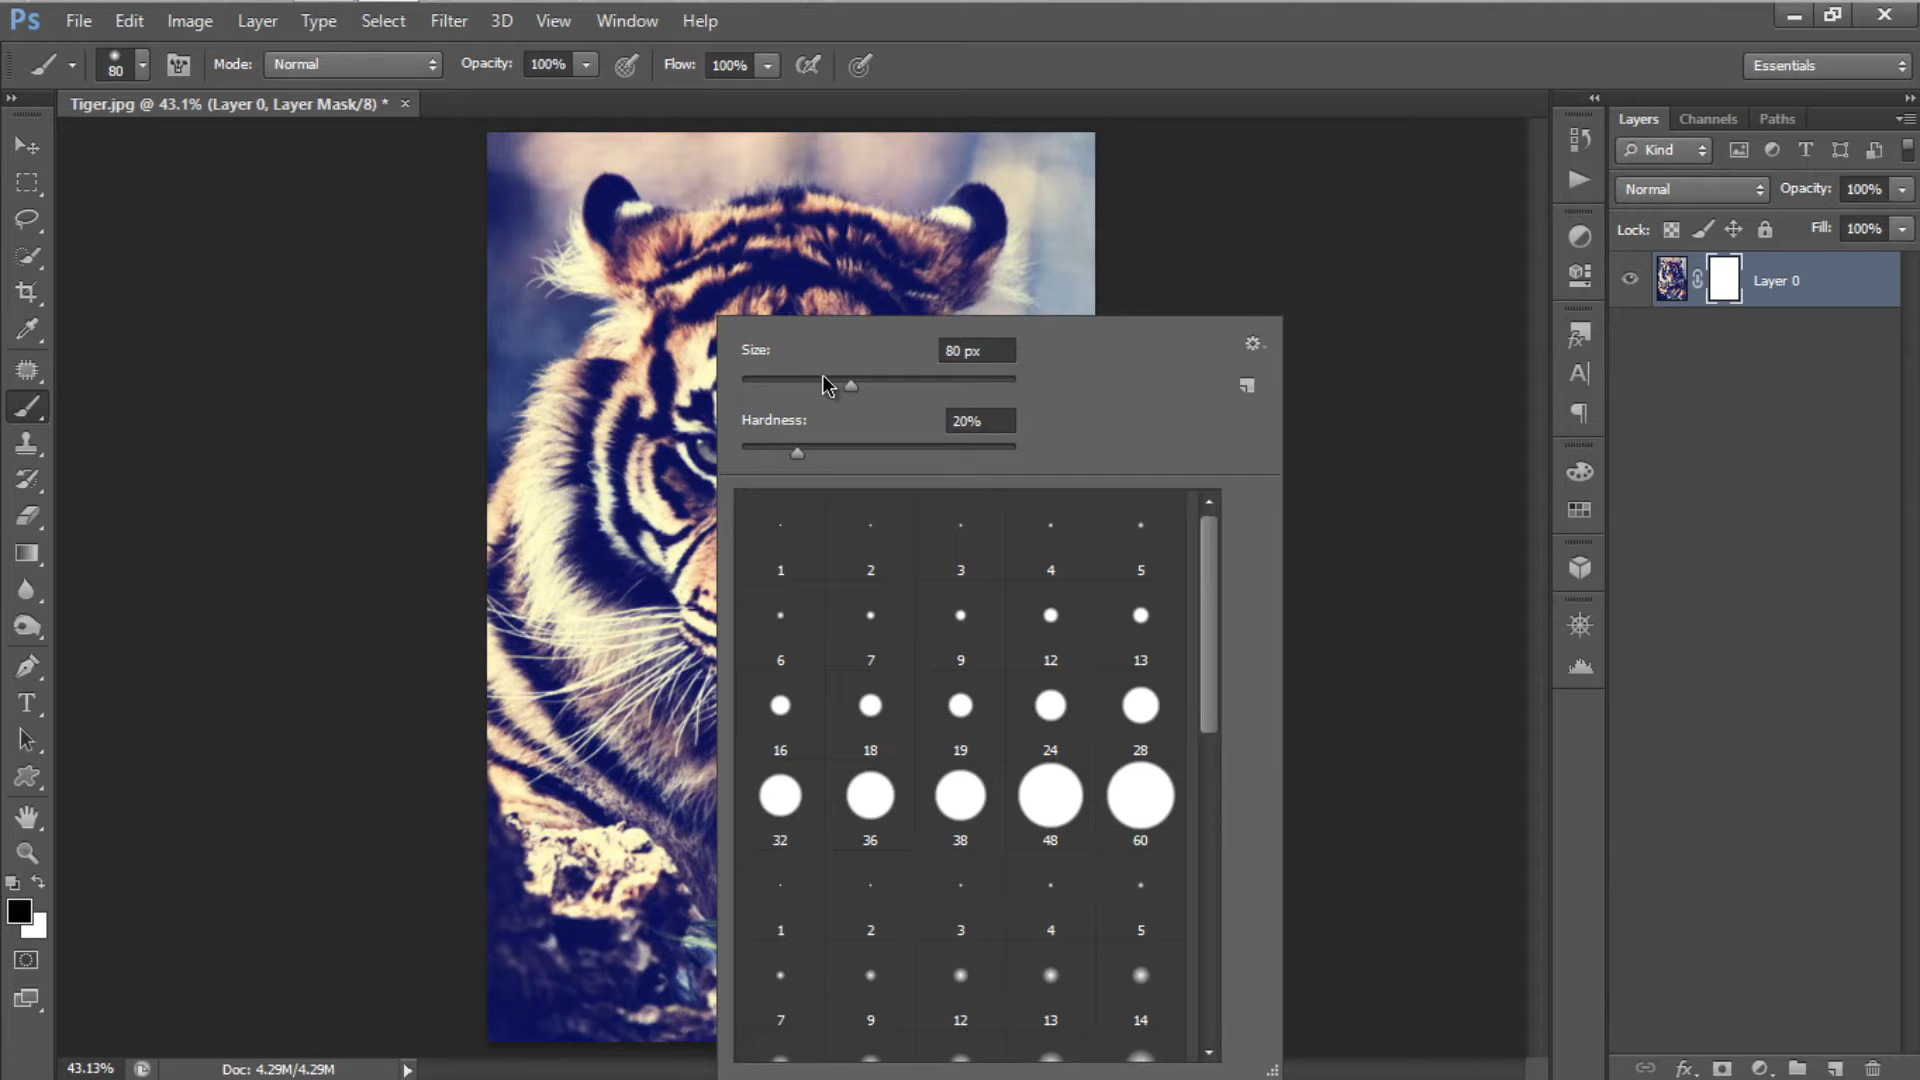 Ps File Edit Image Layer Type Select Filter 3D View Window Help
80 Mode: Normal Opacity: 100% Flow: 100% Essentials
Tiger.jpg @ 43.1% (Layer 0, Layer Mask/8) * ×
Layers Channels Paths
Kind
Normal Opacity: 100%
Lock: Fill: 100%
Layer 0
Size: 80 px
Hardness: 20%
1 2 3 4 5
6 7 9 12 13
16 18 19 24 28
32 36 38 48 60
1 2 3 4 5
7 9 12 13 14
43.13% Doc: 4.29M/4.29M